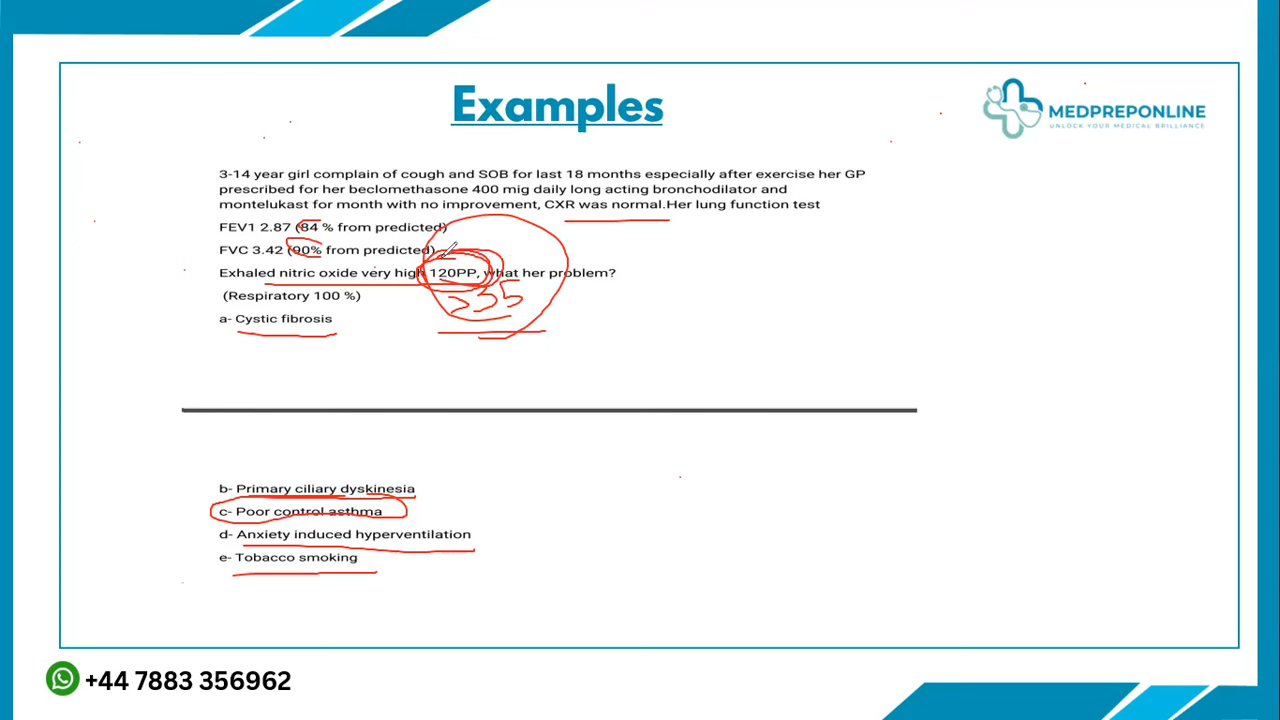 Examples
MEDPREPONLINE
UNLOCK YOUR MEDICAL BRILLIANCE
3-14 year girl complain of cough and SOB for last 18 months especially after exercise her GP
prescribed for her beclomethasone 400 mig daily long acting bronchodilator and
montelukast for month with no improvement, CXR was normal.Her lung function test
FEV1 2.87 (84 % from predicted)
FVC 3.42 (90% from predicted)
Exhaled nitric oxide very high 120PP, what her problem?
>35
(Respiratory 100 %)
a- Cystic fibrosis
b- Primary ciliary dyskinesia
c- Poor control asthma
d- Anxiety induced hyperventilation
e- Tobacco smoking
+44 7883 356962